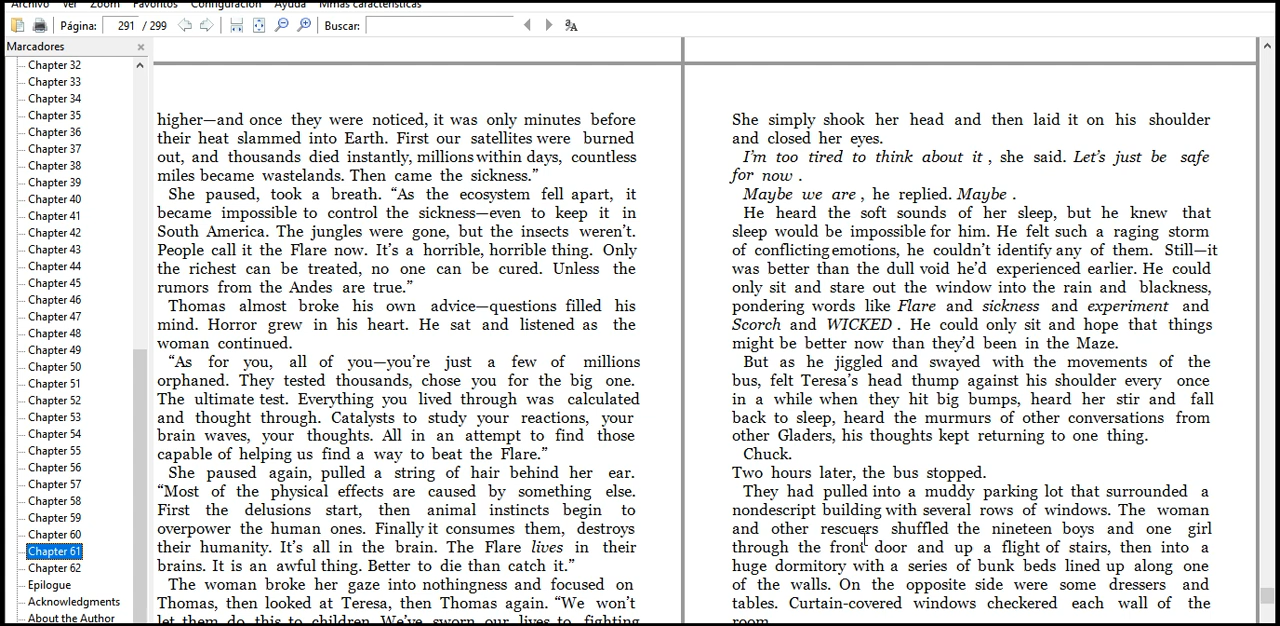 Archivo Ver Zoom Favoritos Configuración Ayuda Mimas características
Página: 291 / 299 Buscar:
Marcadores
Chapter 32
Chapter 33
Chapter 34
Chapter 35
Chapter 36
Chapter 37
Chapter 38
Chapter 39
Chapter 40
Chapter 41
Chapter 42
Chapter 43
Chapter 44
Chapter 45
Chapter 46
Chapter 47
Chapter 48
Chapter 49
Chapter 50
Chapter 51
Chapter 52
Chapter 53
Chapter 54
Chapter 55
Chapter 56
Chapter 57
Chapter 58
Chapter 59
Chapter 60
Chapter 61
Chapter 62
Epilogue
Acknowledgments
About the Author
higher—and once they were noticed, it was only minutes before
their heat slammed into Earth. First our satellites were burned
out, and thousands died instantly, millions within days, countless
miles became wastelands. Then came the sickness.”
She paused, took a breath. “As the ecosystem fell apart, it
became impossible to control the sickness—even to keep it in
South America. The jungles were gone, but the insects weren’t.
People call it the Flare now. It’s a horrible, horrible thing. Only
the richest can be treated, no one can be cured. Unless the
rumors from the Andes are true.”
Thomas almost broke his own advice—questions filled his
mind. Horror grew in his heart. He sat and listened as the
woman continued.
“As for you, all of you—you’re just a few of millions
orphaned. They tested thousands, chose you for the big one.
The ultimate test. Everything you lived through was calculated
and thought through. Catalysts to study your reactions, your
brain waves, your thoughts. All in an attempt to find those
capable of helping us find a way to beat the Flare.”
She paused again, pulled a string of hair behind her ear.
“Most of the physical effects are caused by something else.
First the delusions start, then animal instincts begin to
overpower the human ones. Finally it consumes them, destroys
their humanity. It’s all in the brain. The Flare lives in their
brains. It is an awful thing. Better to die than catch it.”
The woman broke her gaze into nothingness and focused on
Thomas, then looked at Teresa, then Thomas again. “We won’t
let them do this to children. We’ve sworn our lives to fighting
She simply shook her head and then laid it on his shoulder
and closed her eyes.
I’m too tired to think about it , she said. Let’s just be safe
for now .
Maybe we are , he replied. Maybe .
He heard the soft sounds of her sleep, but he knew that
sleep would be impossible for him. He felt such a raging storm
of conflicting emotions, he couldn’t identify any of them. Still—it
was better than the dull void he’d experienced earlier. He could
only sit and stare out the window into the rain and blackness,
pondering words like Flare and sickness and experiment and
Scorch and WICKED . He could only sit and hope that things
might be better now than they’d been in the Maze.
But as he jiggled and swayed with the movements of the
bus, felt Teresa’s head thump against his shoulder every once
in a while when they hit big bumps, heard her stir and fall
back to sleep, heard the murmurs of other conversations from
other Gladers, his thoughts kept returning to one thing.
Chuck.
Two hours later, the bus stopped.
They had pulled into a muddy parking lot that surrounded a
nondescript building with several rows of windows. The woman
and other rescuers shuffled the nineteen boys and one girl
through the front door and up a flight of stairs, then into a
huge dormitory with a series of bunk beds lined up along one
of the walls. On the opposite side were some dressers and
tables. Curtain-covered windows checkered each wall of the
room.